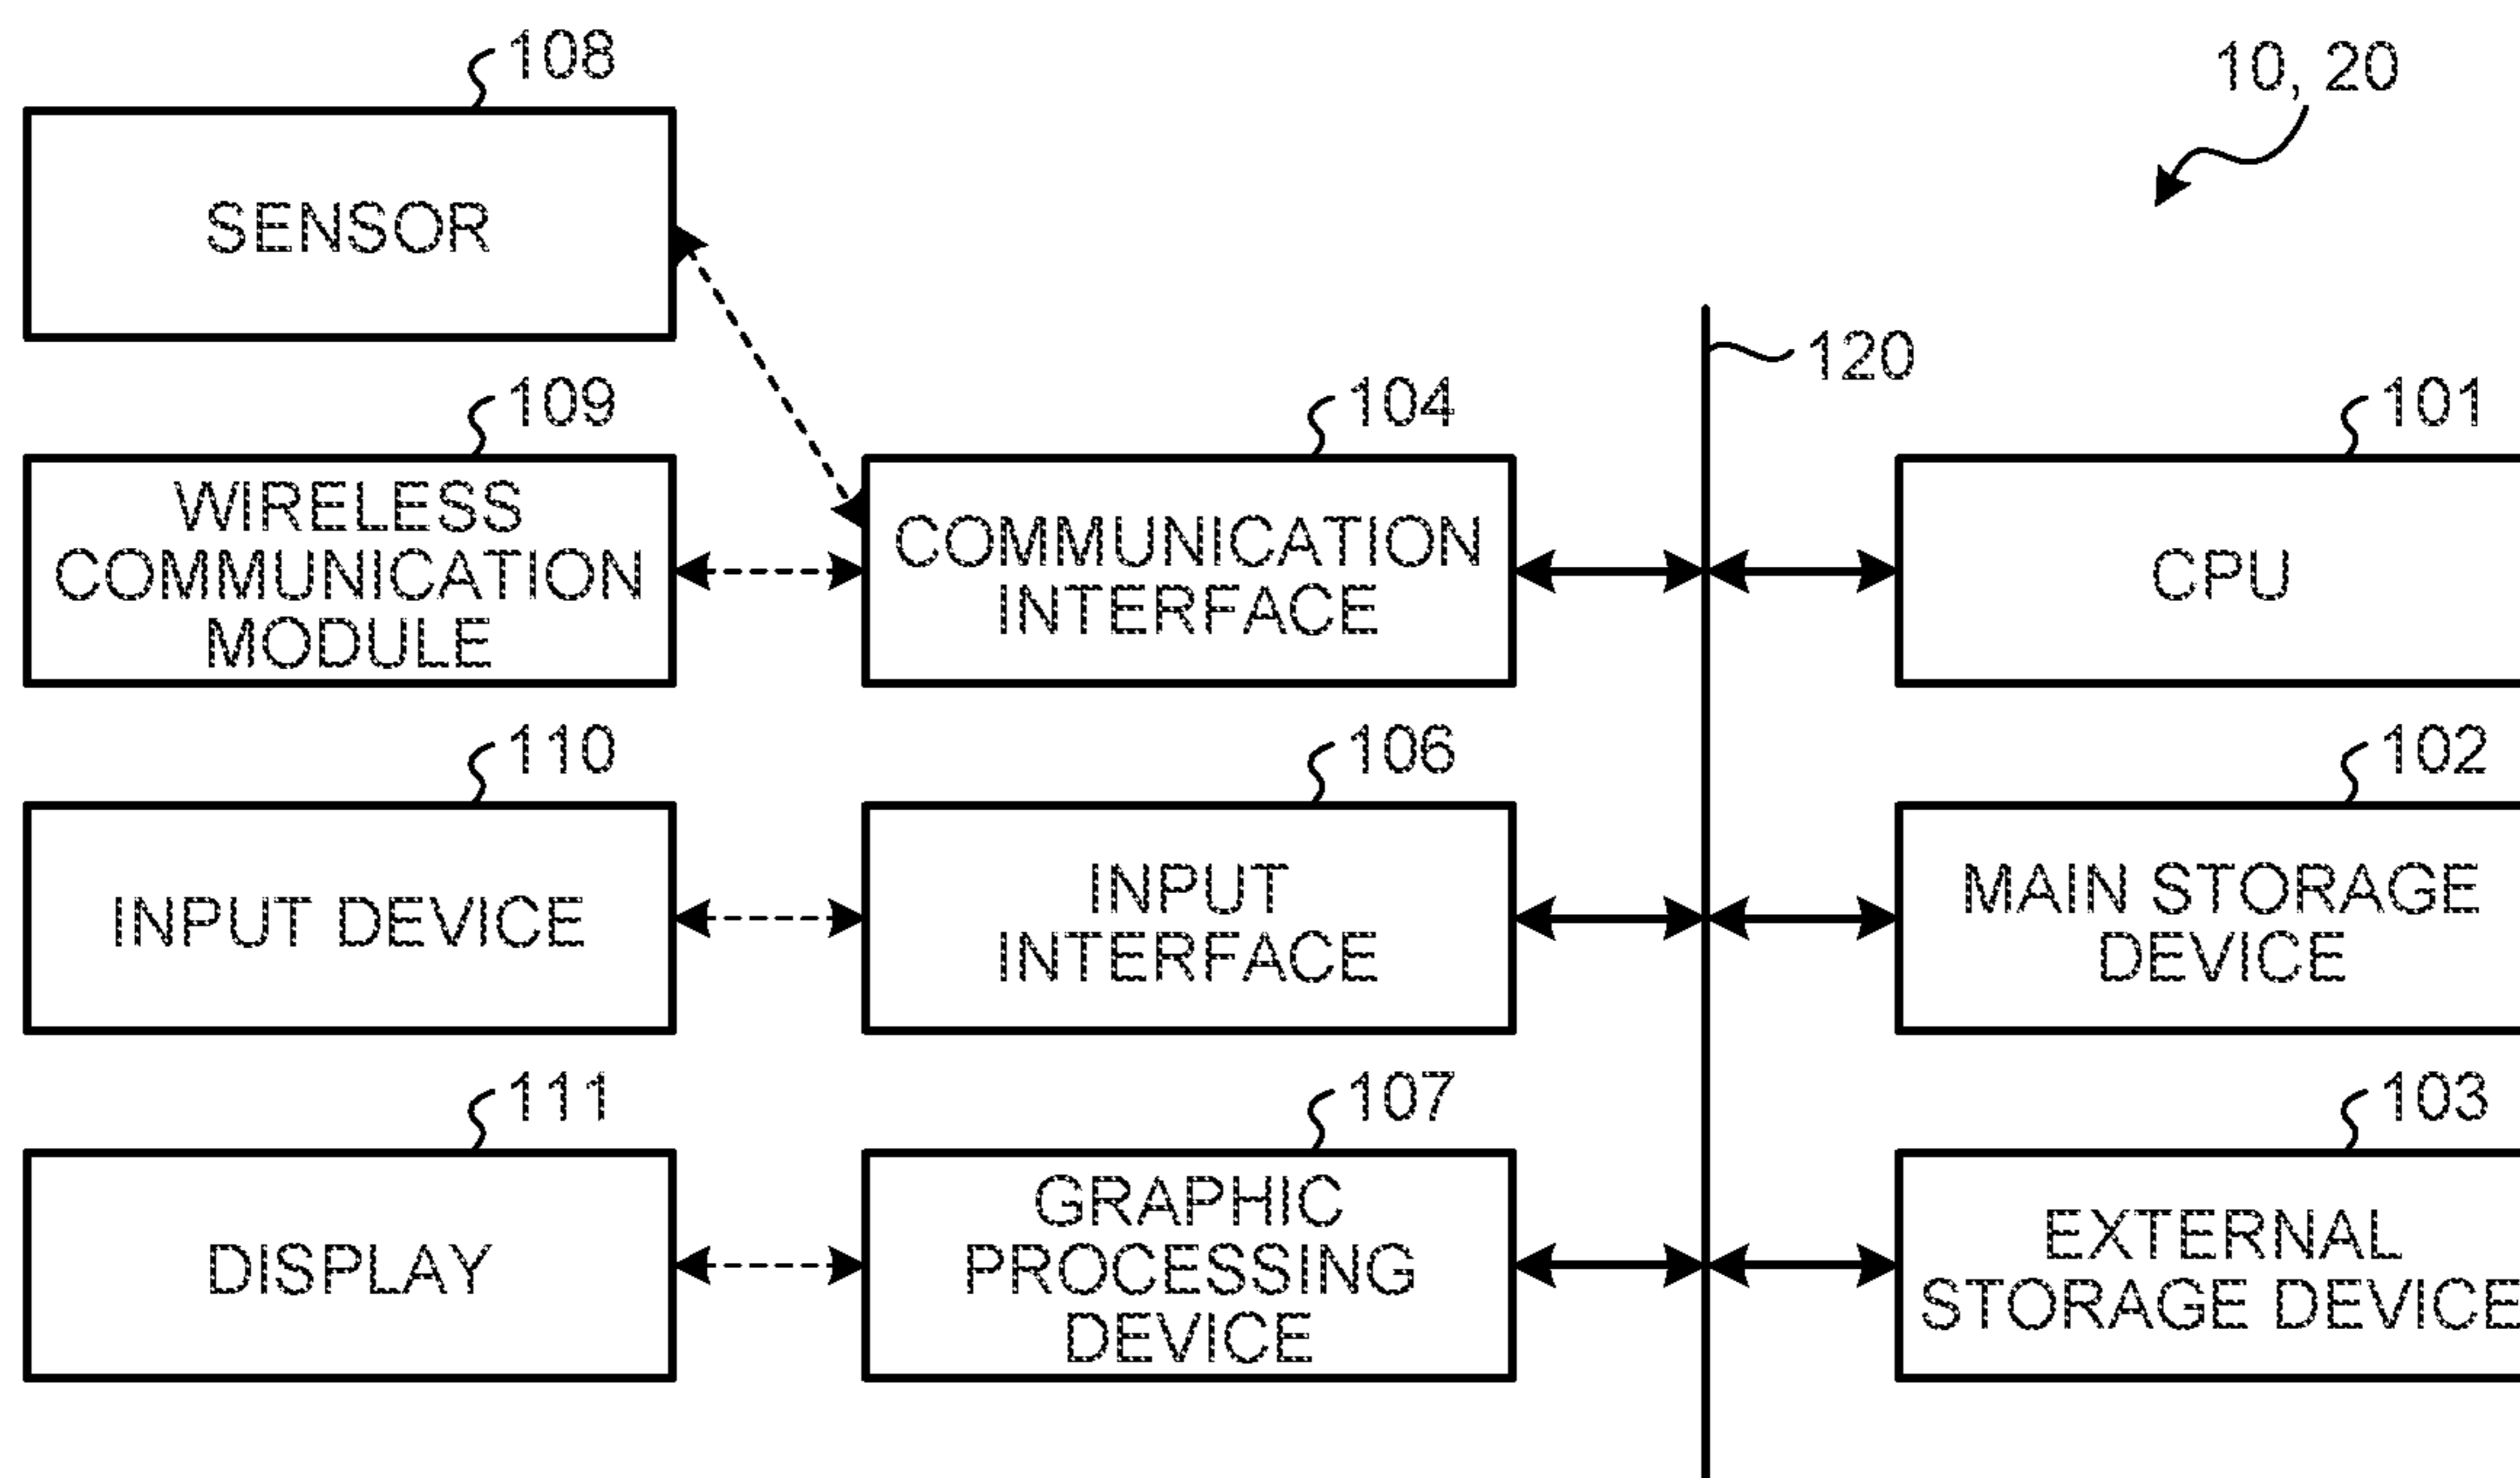 108
10, 20
SENSOR
120
109
104
101
WIRELESS
COMMUNICATION
MODULE
COMMUNICATION
INTERFACE
CPU
110
106
102
INPUT DEVICE
INPUT
INTERFACE
MAIN STORAGE
DEVICE
111
107
103
DISPLAY
GRAPHIC
PROCESSING
DEVICE
EXTERNAL
STORAGE DEVICE